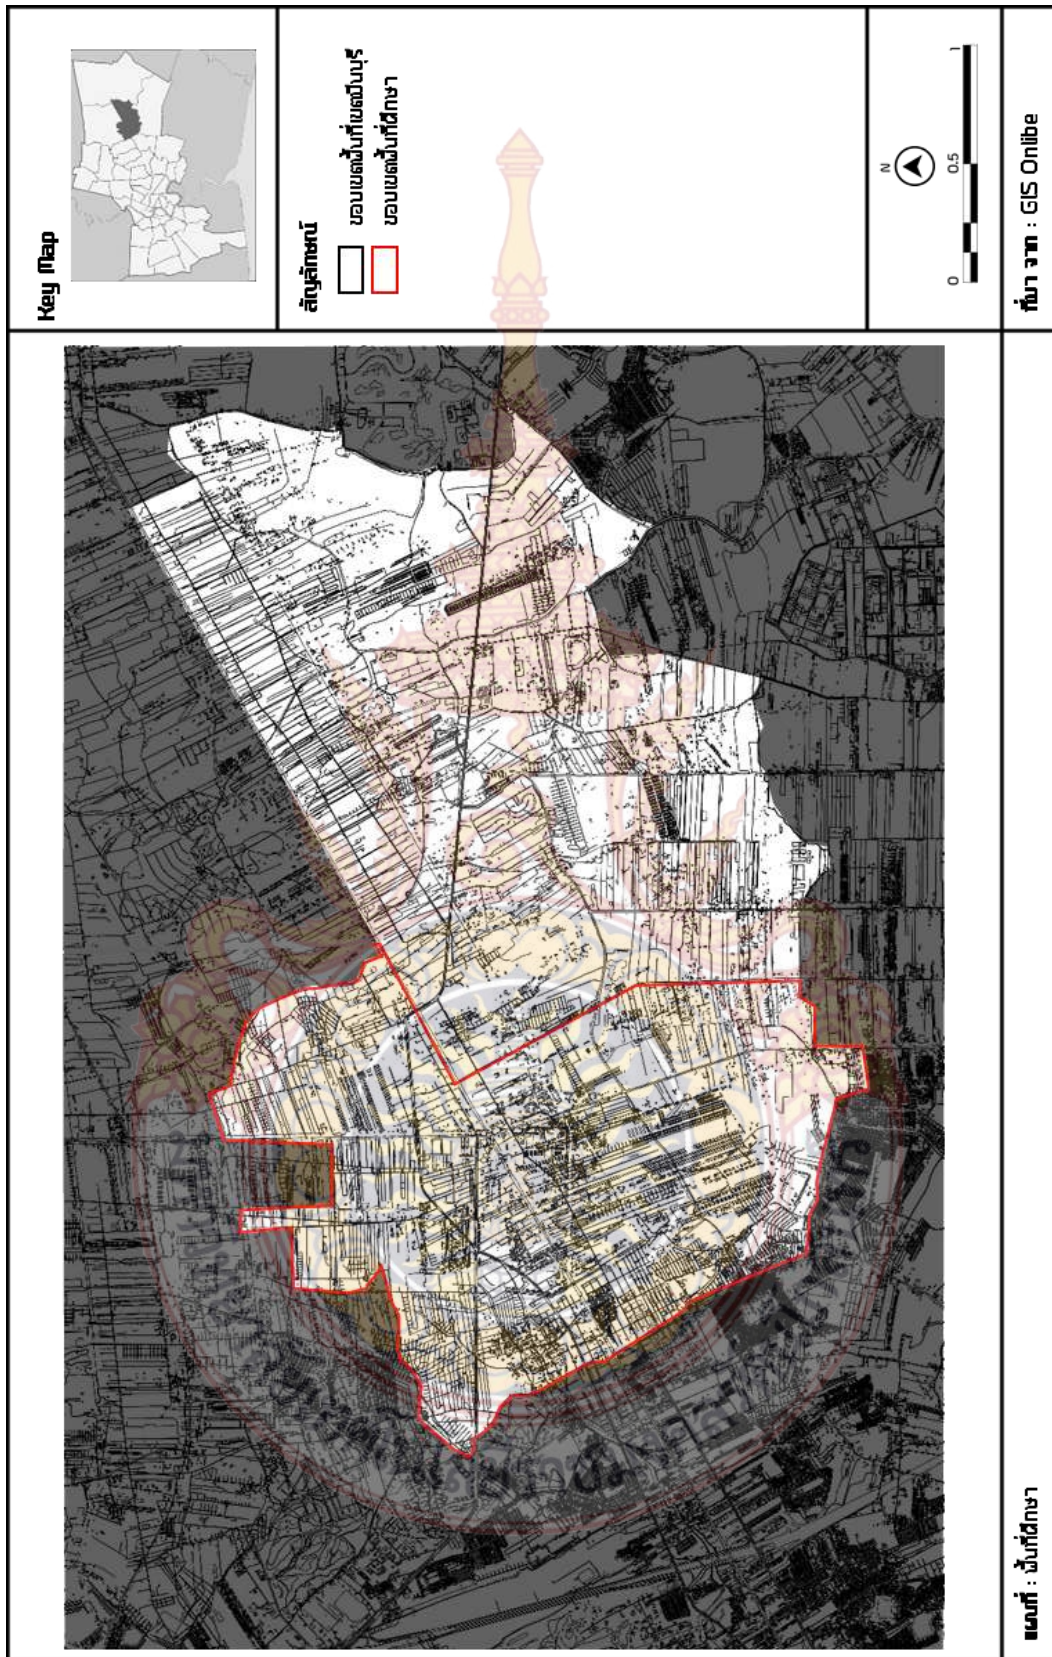 Key Map
สัญลักษณ์
ขอบเขตพื้นที่เขตมีนบุรี
ขอบเขตพื้นที่ศึกษา
N
0 0.5 1
แผนที่ : พื้นที่ศึกษา
ที่มา จาก : GIS Onlibe